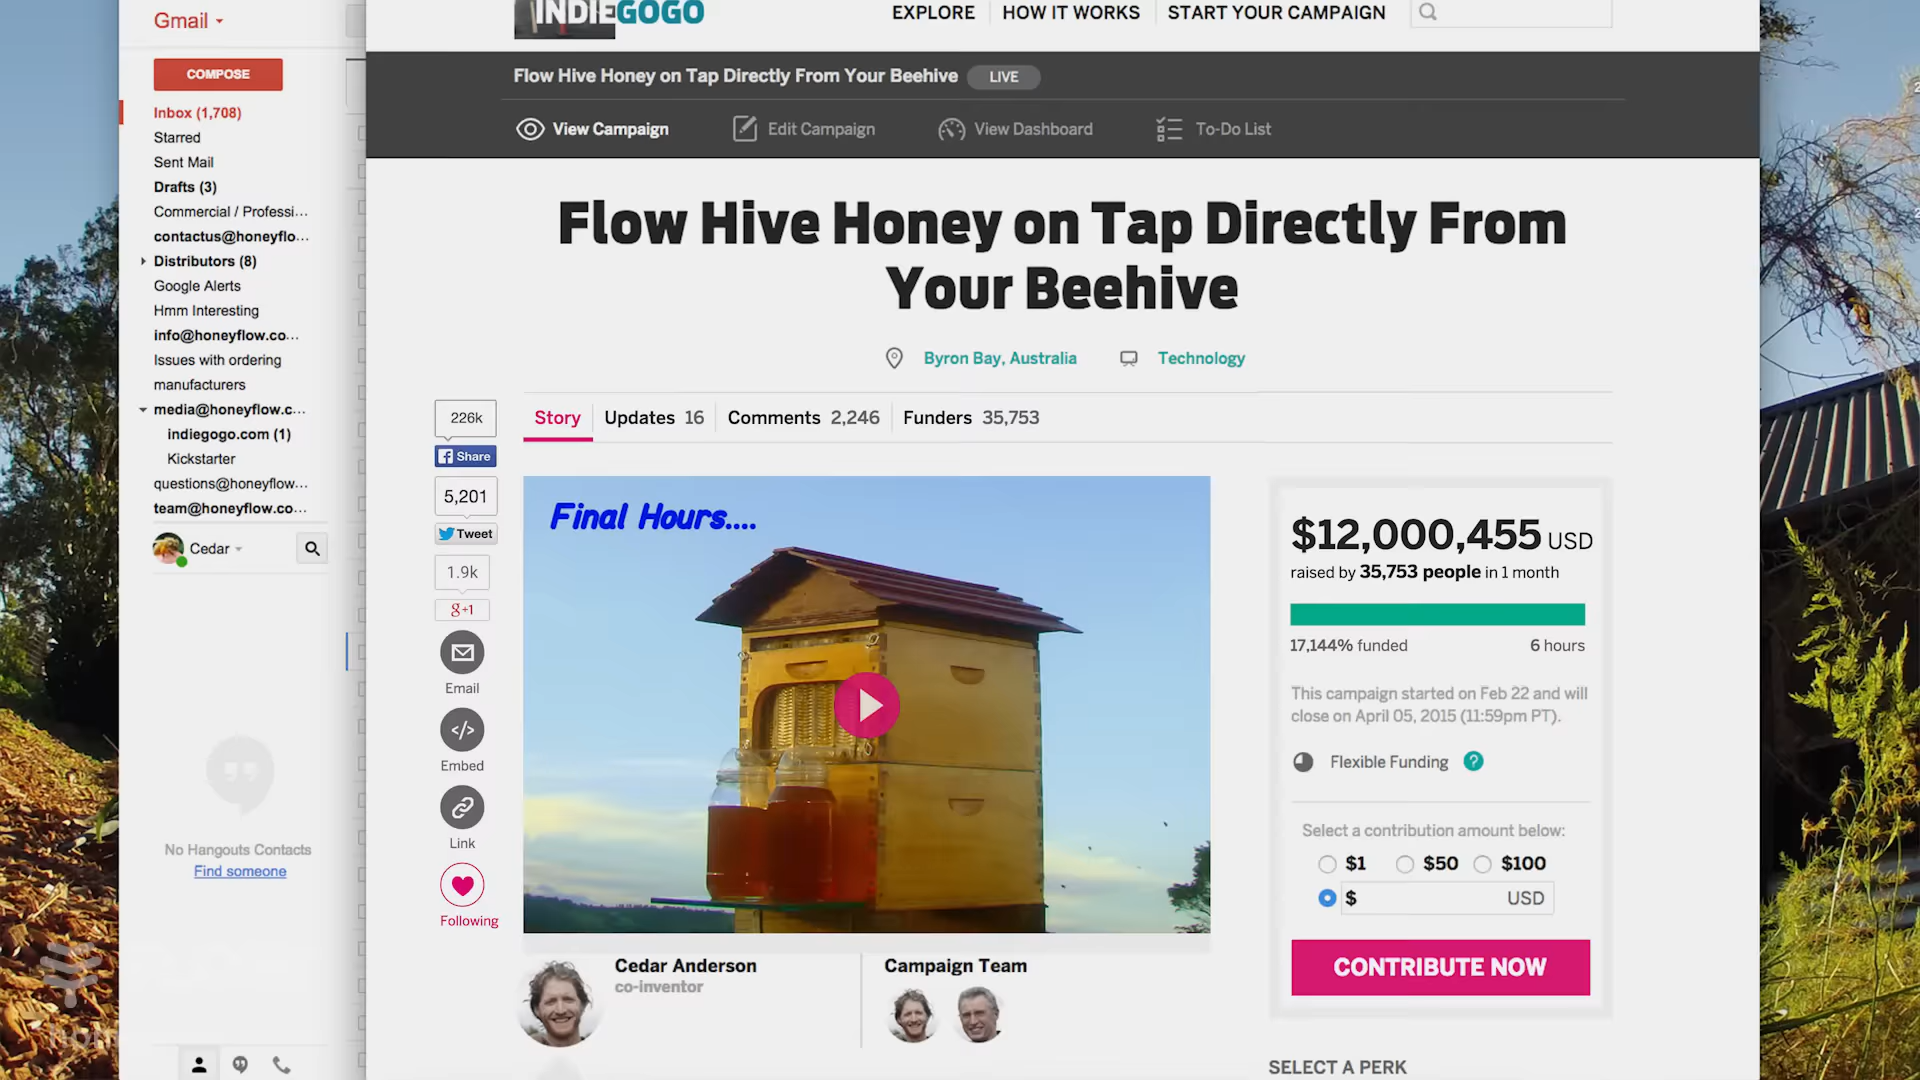 Gmail
COMPOSE
Inbox (1,708)
Starred
Sent Mail
Drafts (3)
Commercial / Professi...
contactus@honeyflo...
Distributors (8)
Google Alerts
Hmm Interesting
info@honeyflow.co...
Issues with ordering
manufacturers
media@honeyflow.c...
indiegogo.com (1)
Kickstarter
questions@honeyflow...
team@honeyflow.co...
Cedar
No Hangouts Contacts
Find someone
INDIEGOGO
EXPLORE
HOW IT WORKS
START YOUR CAMPAIGN
Flow Hive Honey on Tap Directly From Your Beehive
LIVE
View Campaign
Edit Campaign
View Dashboard
To-Do List
Flow Hive Honey on Tap Directly From
Your Beehive
Byron Bay, Australia
Technology
Story
Updates 16
Comments 2,246
Funders 35,753
226k
Share
5,201
Tweet
1.9k
g+1
Email
Embed
Link
Following
Final Hours....
$12,000,455 USD
raised by 35,753 people in 1 month
17,144% funded
6 hours
This campaign started on Feb 22 and will
close on April 05, 2015 (11:59pm PT).
Flexible Funding ?
Select a contribution amount below:
$1 $50 $100
$ USD
CONTRIBUTE NOW
Cedar Anderson
co-inventor
Campaign Team
SELECT A PERK